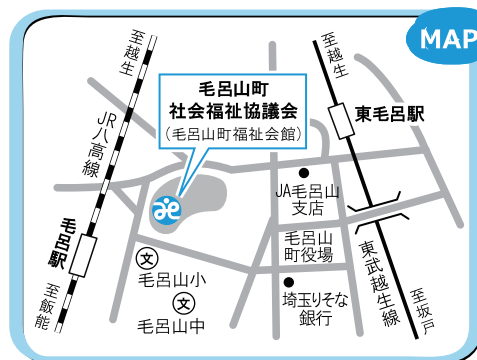 MAP
至越生
至越生
毛呂山町
社会福祉協議会
（毛呂山町福祉会館）
東毛呂駅
JR八高線
JA毛呂山
支店
毛呂駅
毛呂山
町役場
文
毛呂山小
東武越生線
至飯能
文
毛呂山中
埼玉りそな
銀行
至坂戸